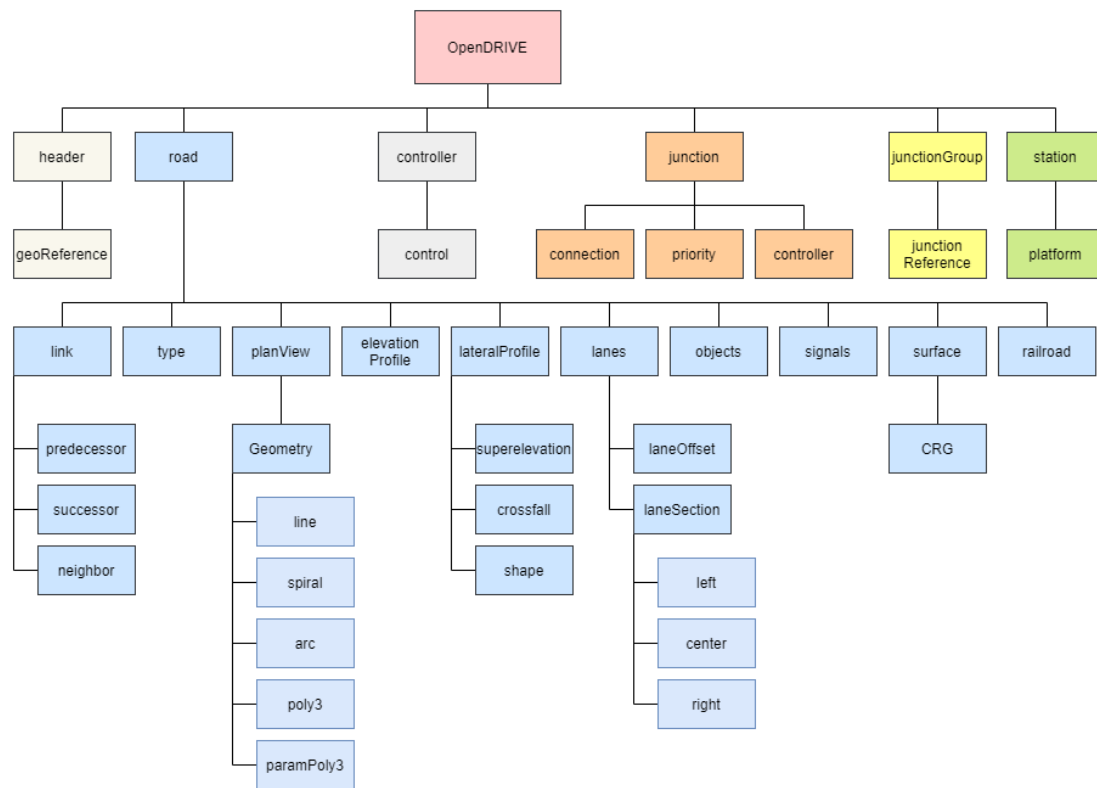 OpenDRIVE
header
road
controller
junction
junctionGroup
station
geoReference
control
connection
priority
controller
junction
Reference
platform
link
type
planView
elevation
Profile
lateralProfile
lanes
objects
signals
surface
railroad
predecessor
successor
neighbor
Geometry
line
spiral
arc
poly3
paramPoly3
superelevation
crossfall
shape
laneOffset
laneSection
left
center
right
CRG